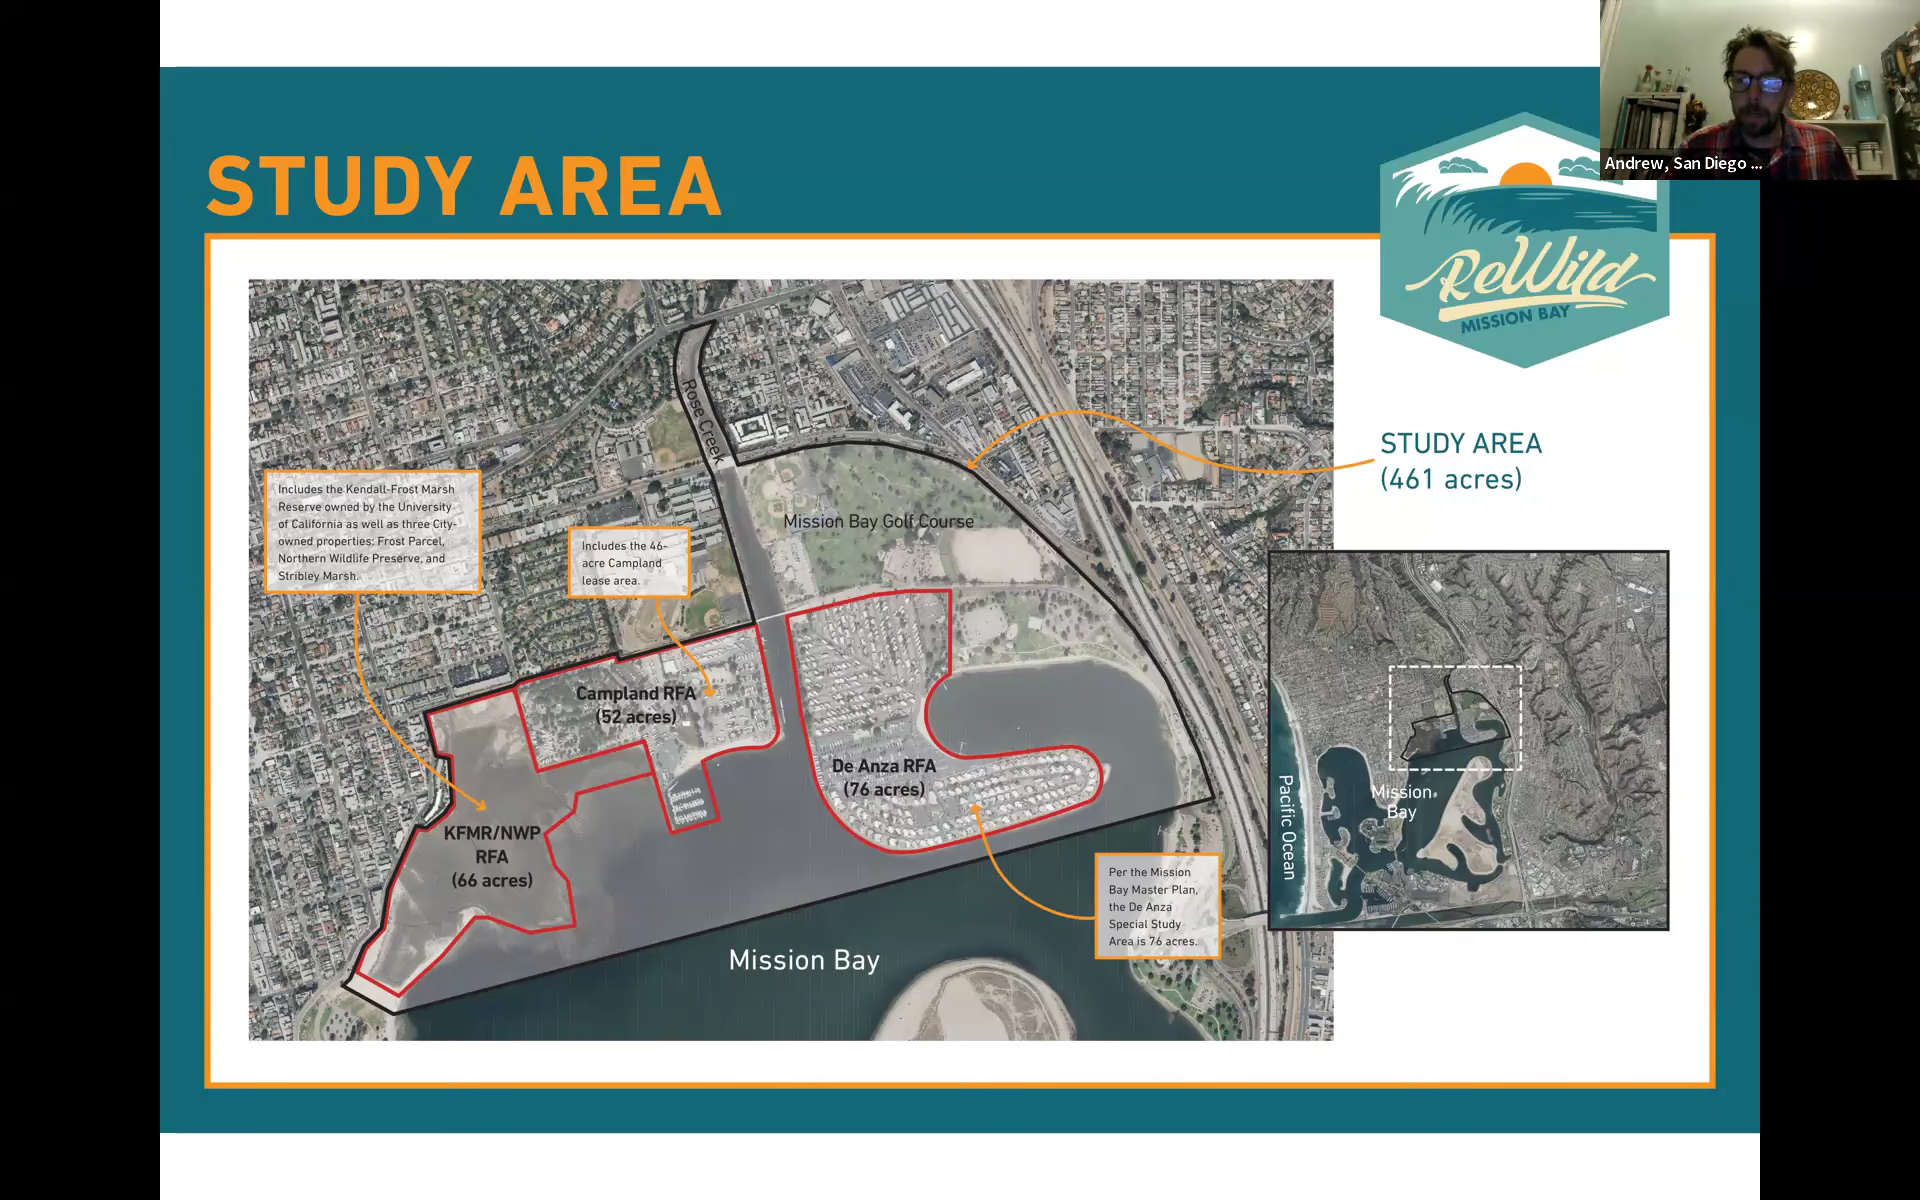 Andrew, San Diego ...
STUDY AREA
ReWild
MISSION BAY
STUDY AREA
(461 acres)
Rose Creek
Mission Bay Golf Course
Includes the Kendall-Frost Marsh
Reserve owned by the University
of California as well as three City-
owned properties: Frost Parcel,
Northern Wildlife Preserve, and
Stribley Marsh.
Includes the 46-
acre Campland
lease area.
Campland RFA
(52 acres)
De Anza RFA
(76 acres)
KFMR/NWP
RFA
(66 acres)
Per the Mission
Bay Master Plan,
the De Anza
Special Study
Area is 76 acres.
Mission Bay
Pacific Ocean
Mission
Bay